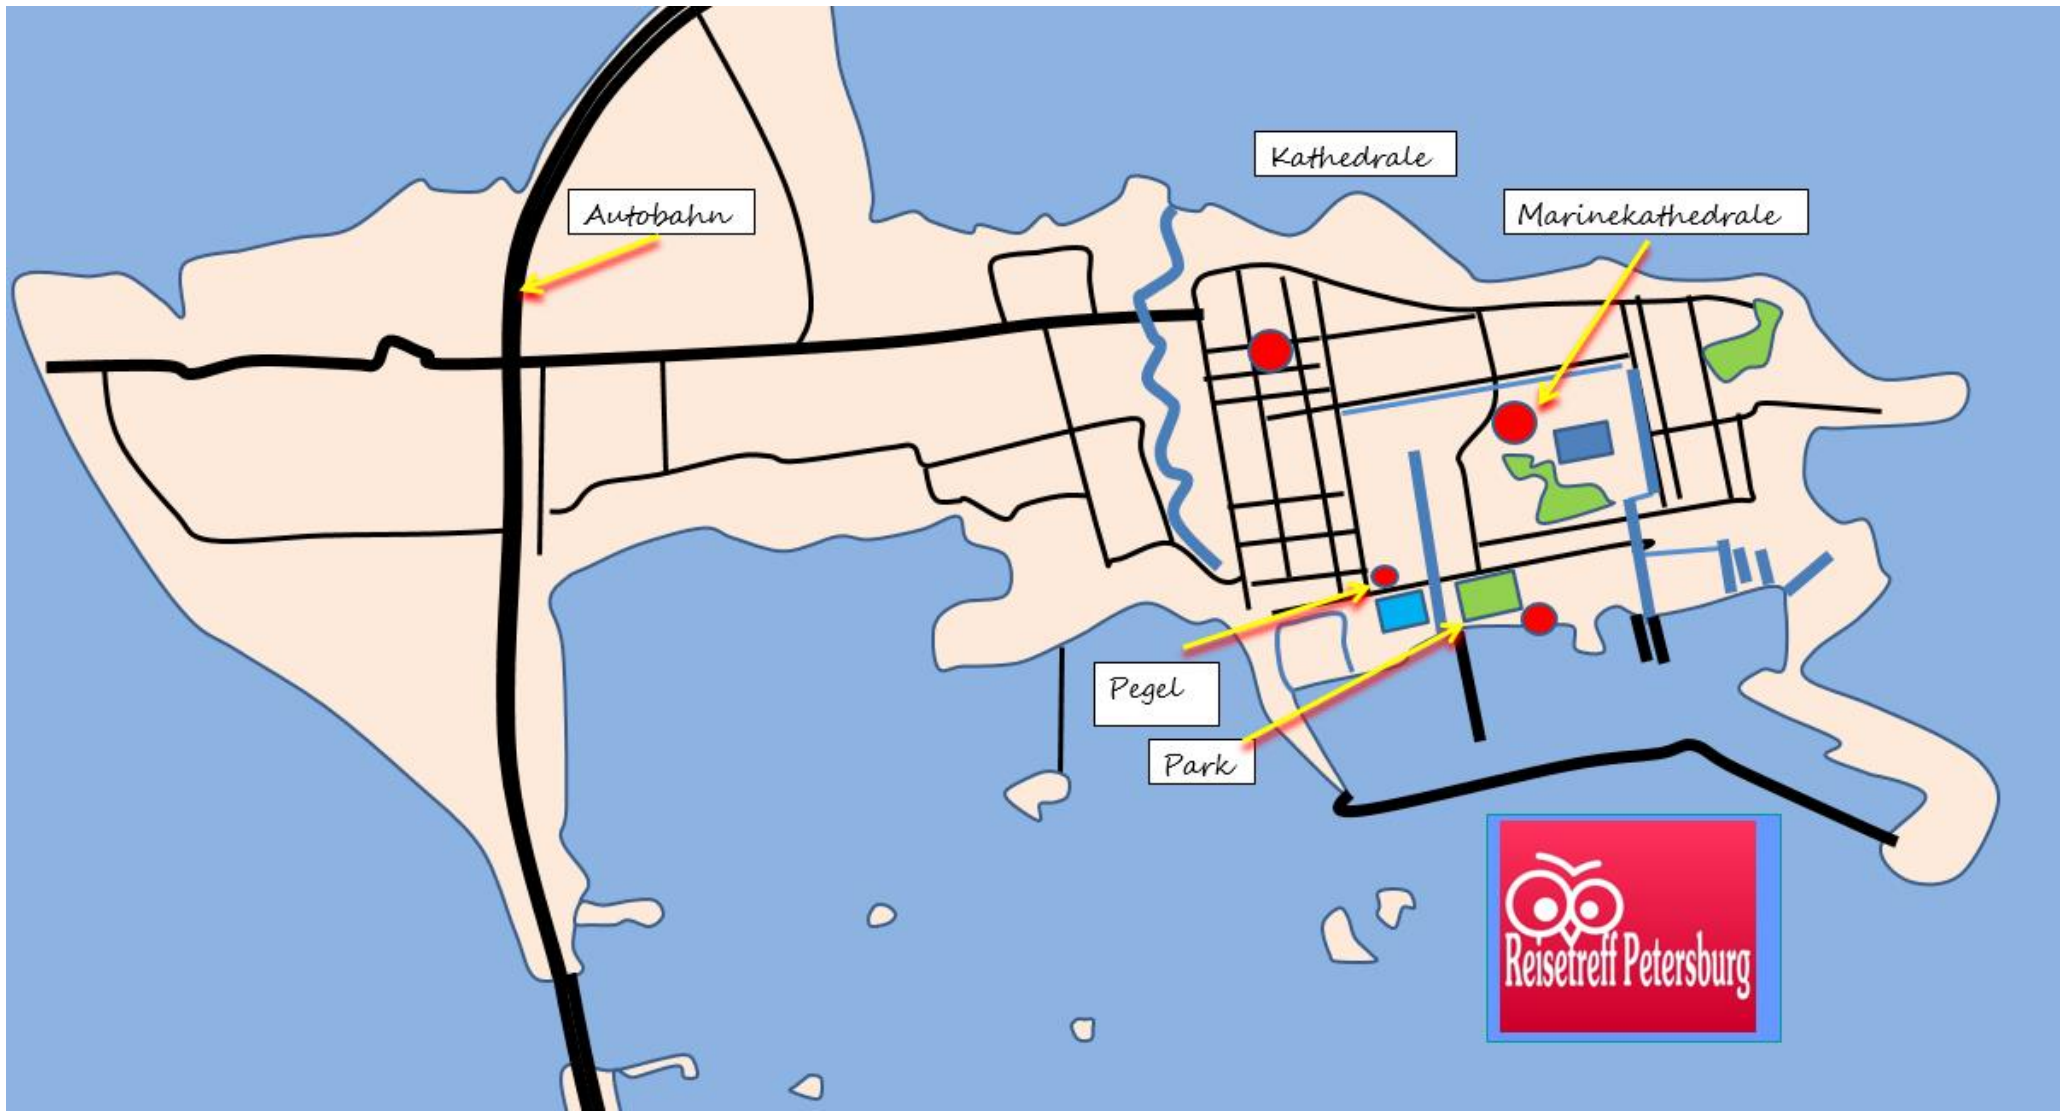 Kathedrale
Autobahn
Marinekathedrale
Pegel
Park
Reisetreff Petersburg